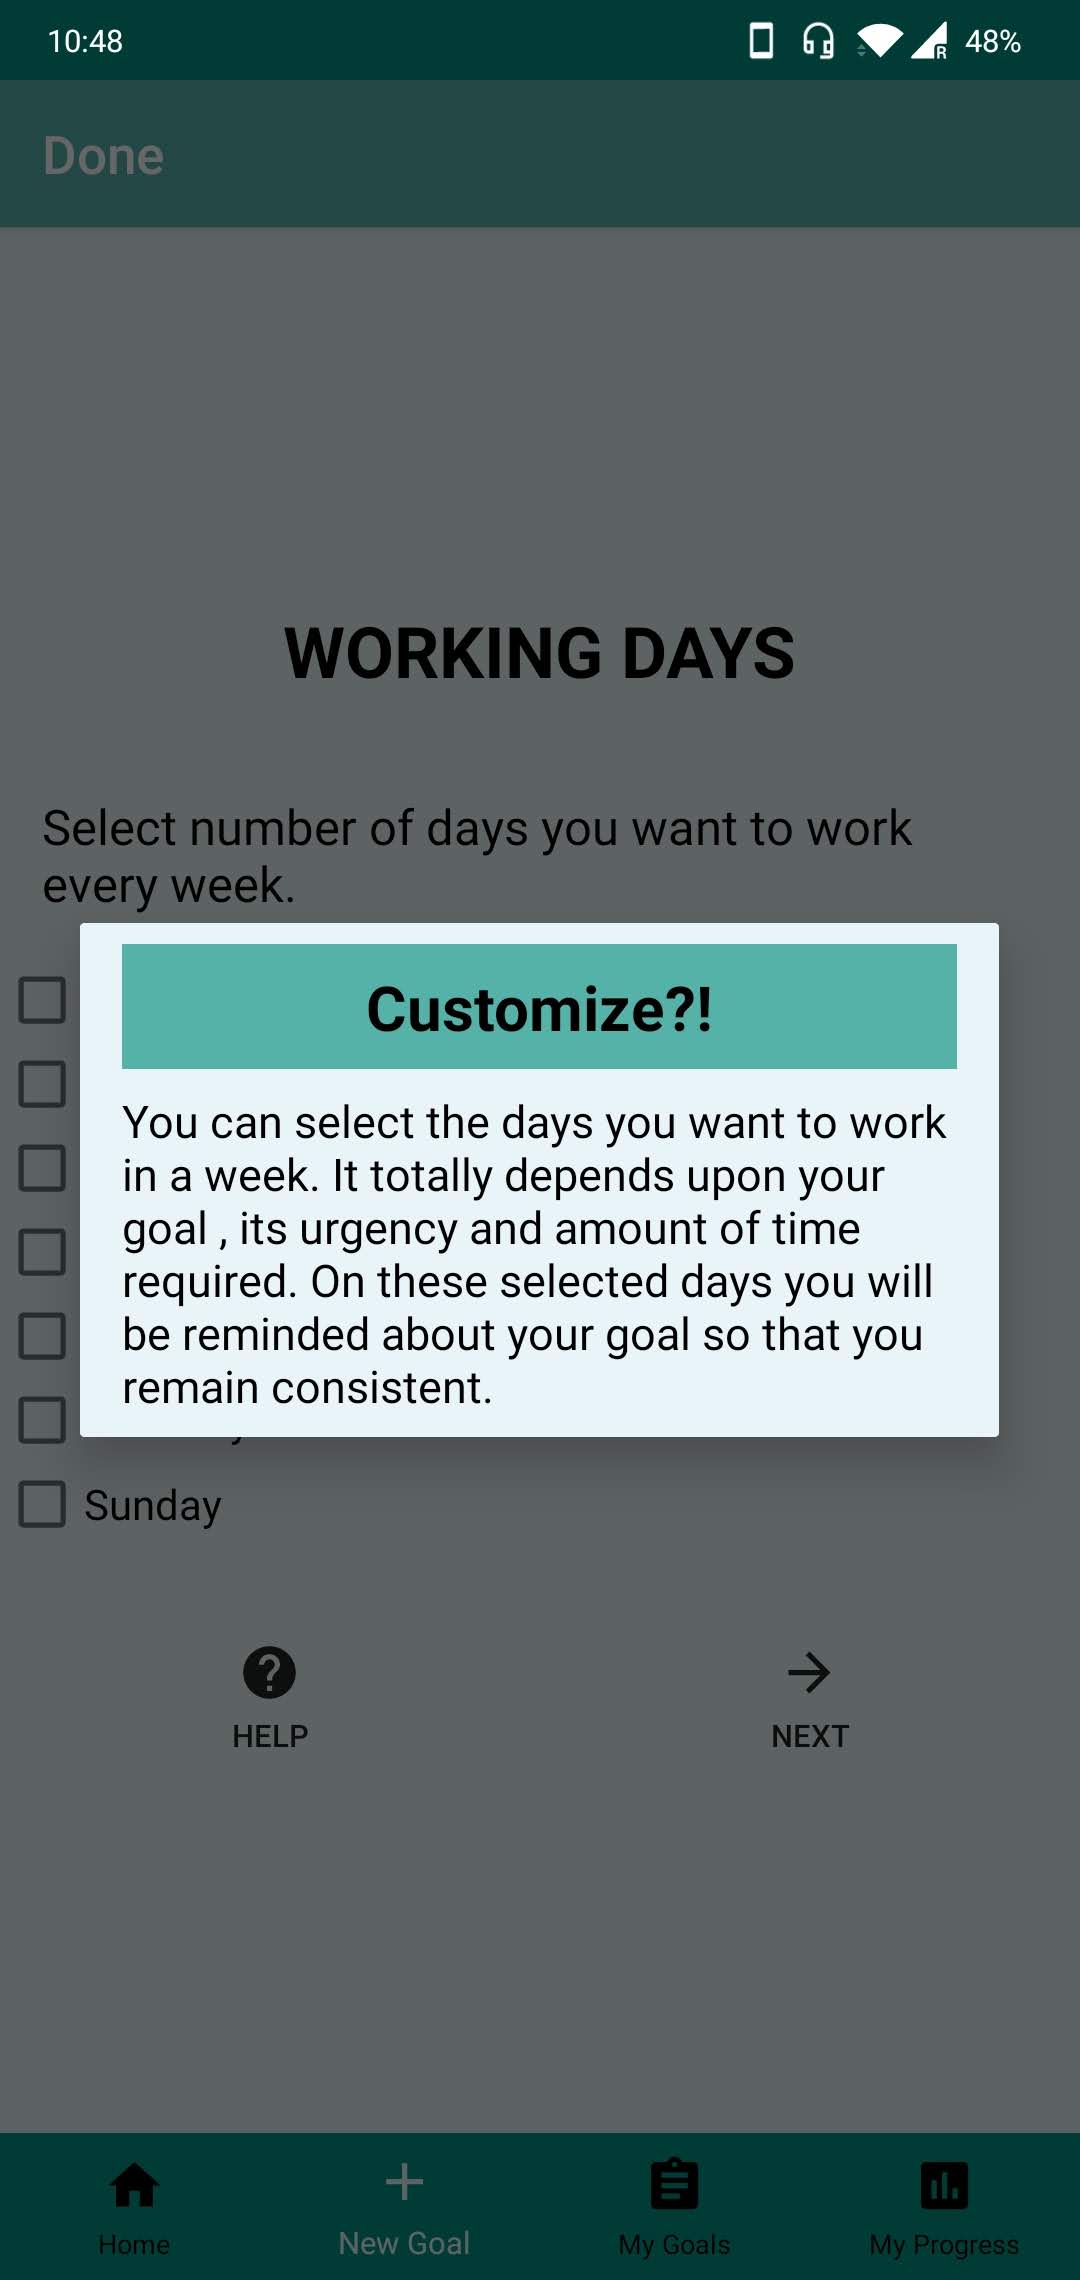 10:48
R
48%
Done
WORKING DAYS
Select number of days you want to work
every week.
Customize?!
You can select the days you want to work
in a week. It totally depends upon your
goal , its urgency and amount of time
required. On these selected days you will
be reminded about your goal so that you
remain consistent.
Sunday
HELP
NEXT
Home
New Goal
My Goals
My Progress